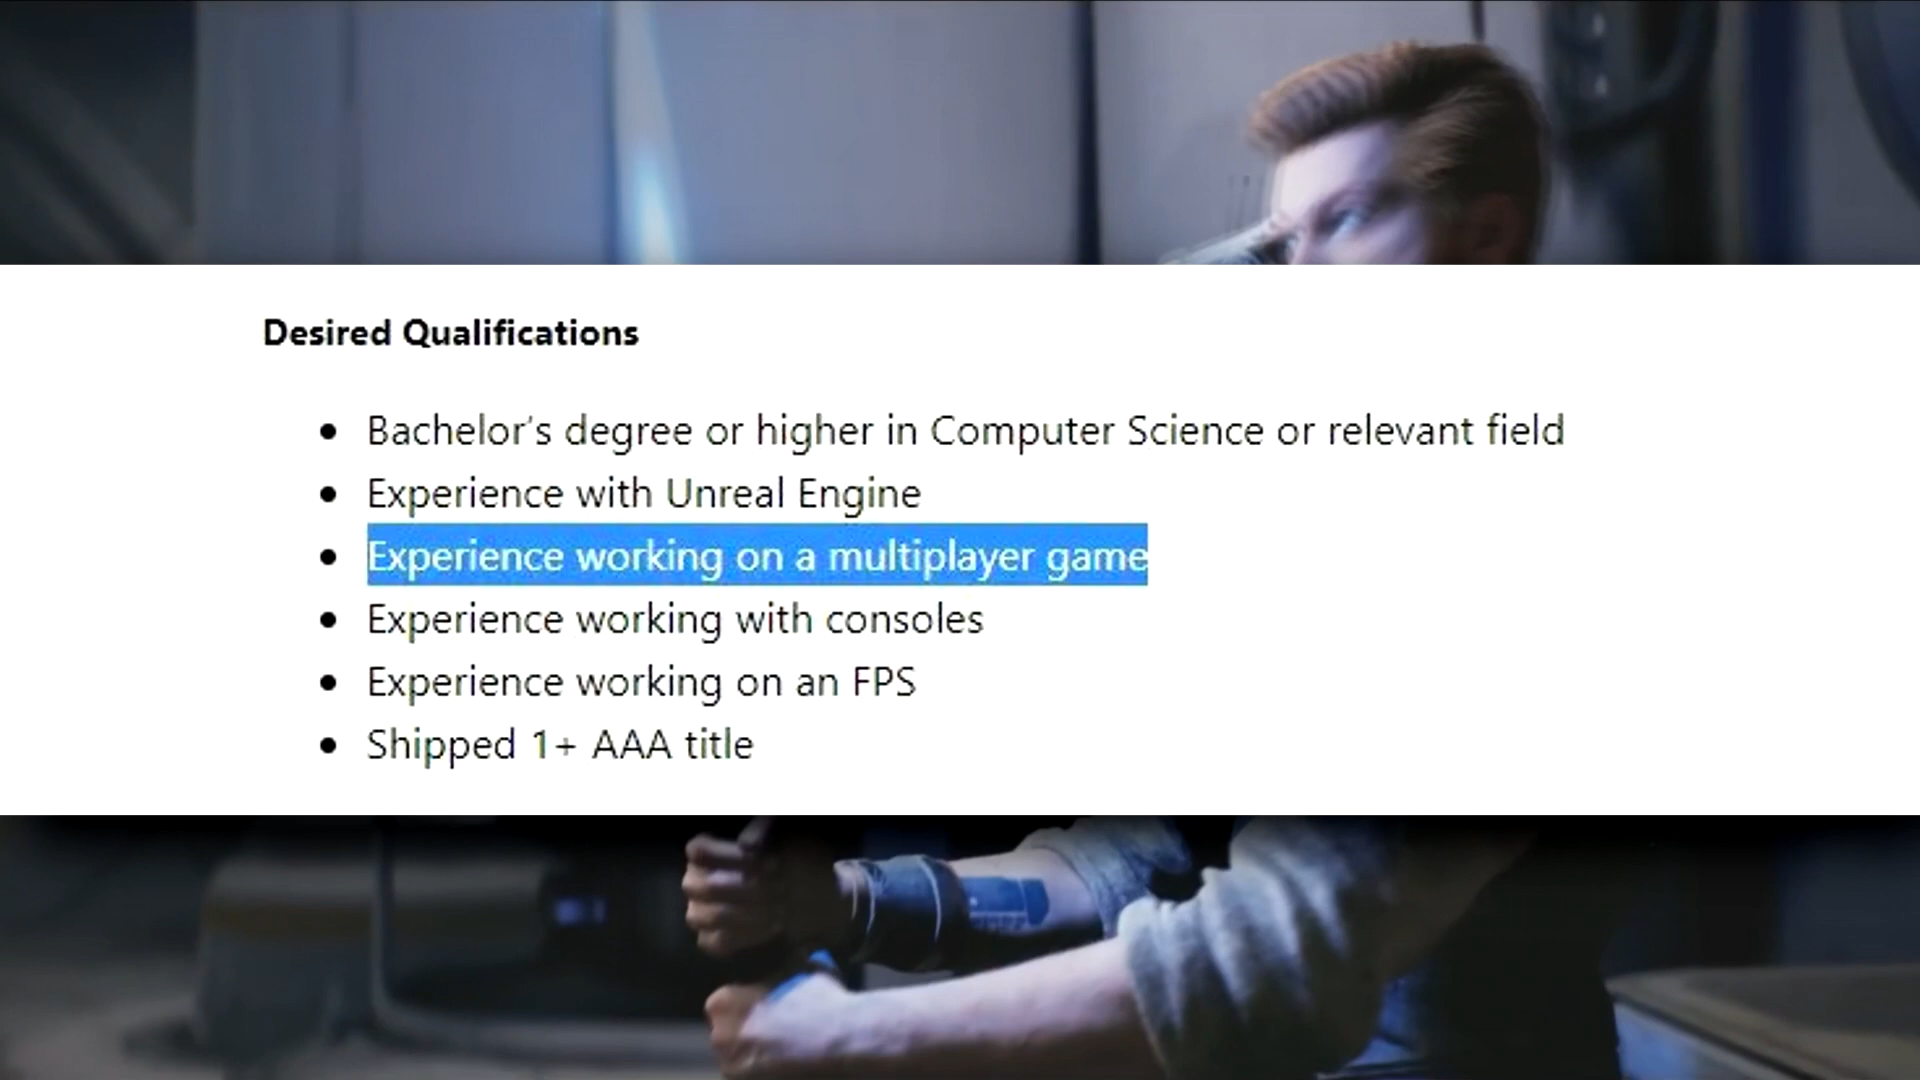 Desired Qualifications
Bachelor's degree or higher in Computer Science or relevant field
Experience with Unreal Engine
Experience working on a multiplayer game
Experience working with consoles
Experience working on an FPS
Shipped 1+ AAA title